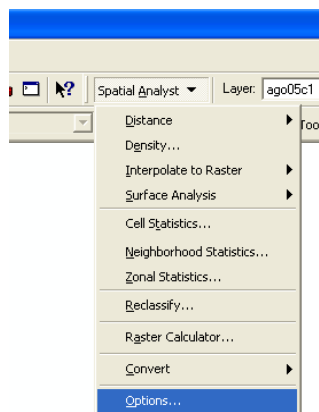 Spatial Analyst Layer: ago05c1
Distance Too
Density...
Interpolate to Raster
Surface Analysis
Cell Statistics...
Neighborhood Statistics...
Zonal Statistics...
Reclassify...
Raster Calculator...
Convert
Options...